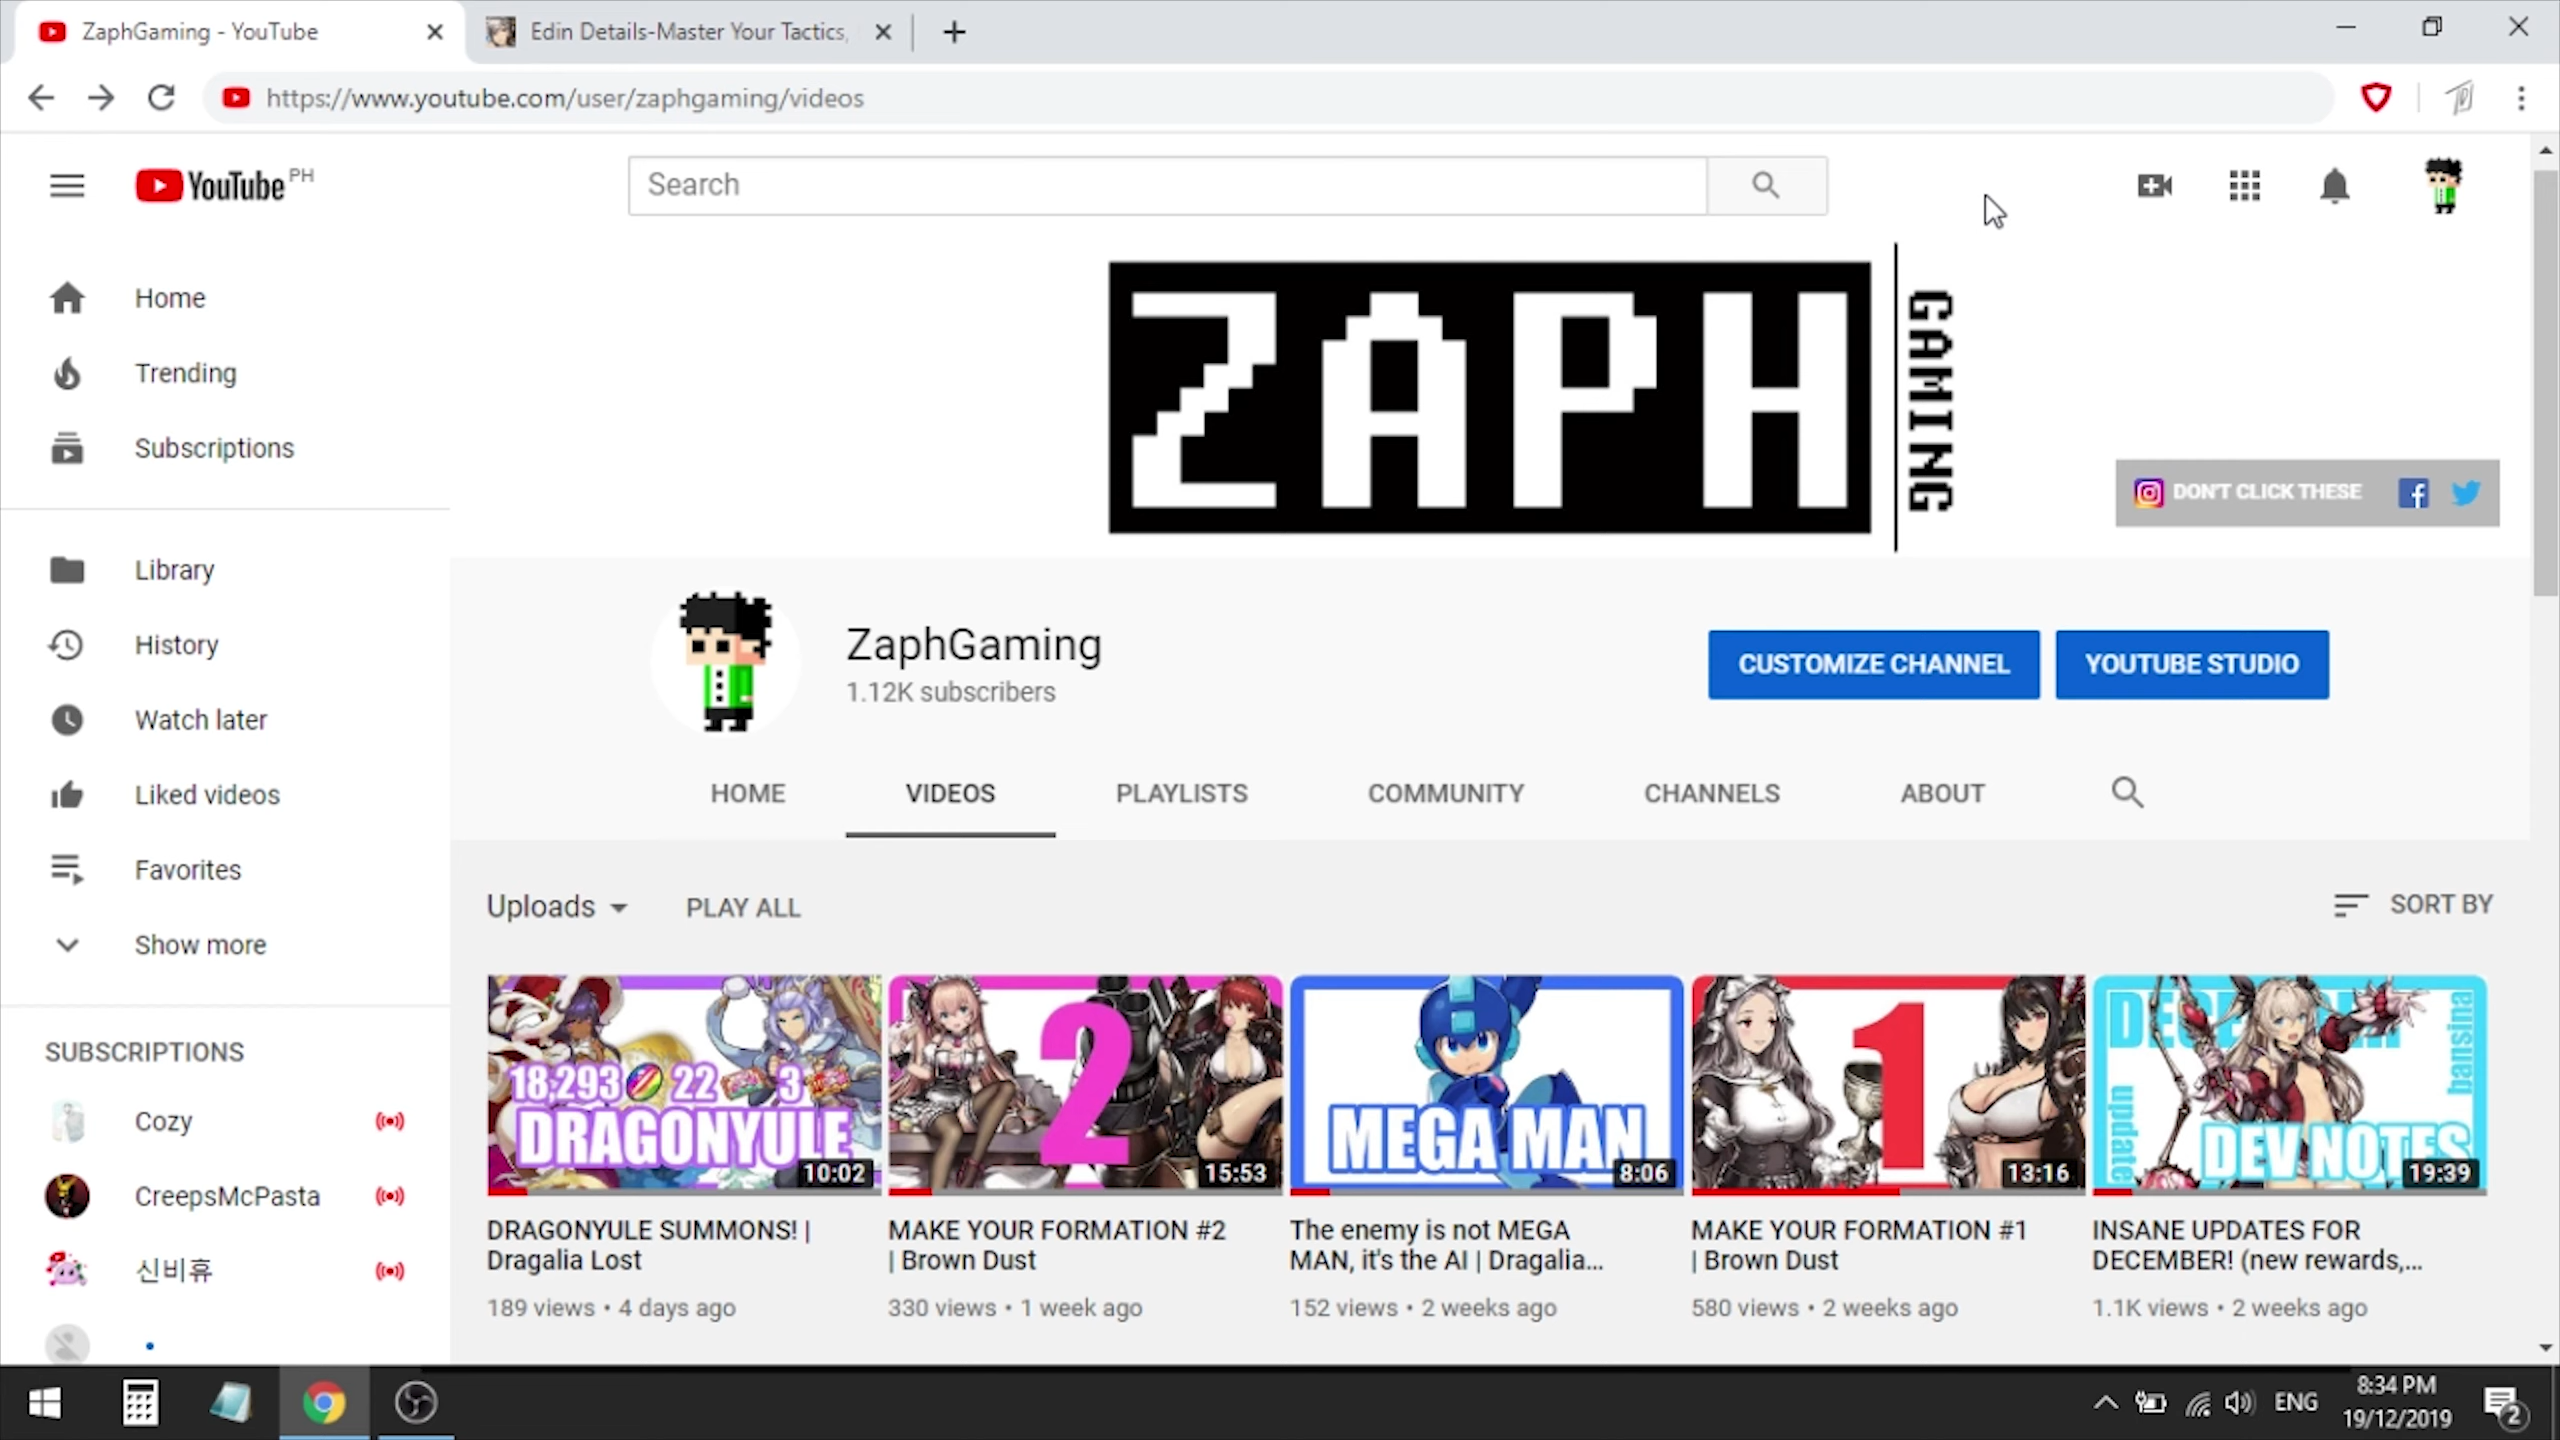 ZaphGaming - YouTube
Edin Details-Master Your Tactics,
https://www.youtube.com/user/zaphgaming/videos
YouTube PH
Search
Home
Trending
Subscriptions
Library
History
Watch later
Liked videos
Favorites
Show more
SUBSCRIPTIONS
Cozy
CreepsMcPasta
신비휴
ZAPH
GAMING
DON'T CLICK THESE
ZaphGaming
1.12K subscribers
CUSTOMIZE CHANNEL
YOUTUBE STUDIO
HOME VIDEOS PLAYLISTS COMMUNITY CHANNELS ABOUT
Uploads PLAY ALL SORT BY
18,293 22 3
DRAGONYULE
10:02
DRAGONYULE SUMMONS! |
Dragalia Lost
189 views • 4 days ago
2
15:53
MAKE YOUR FORMATION #2
| Brown Dust
330 views • 1 week ago
MEGA MAN
8:06
The enemy is not MEGA
MAN, it's the AI | Dragalia...
152 views • 2 weeks ago
1
13:16
MAKE YOUR FORMATION #1
| Brown Dust
580 views • 2 weeks ago
update
bansina
DEV NOTES
19:39
INSANE UPDATES FOR
DECEMBER! (new rewards,...
1.1K views • 2 weeks ago
ENG
8:34 PM
19/12/2019
2